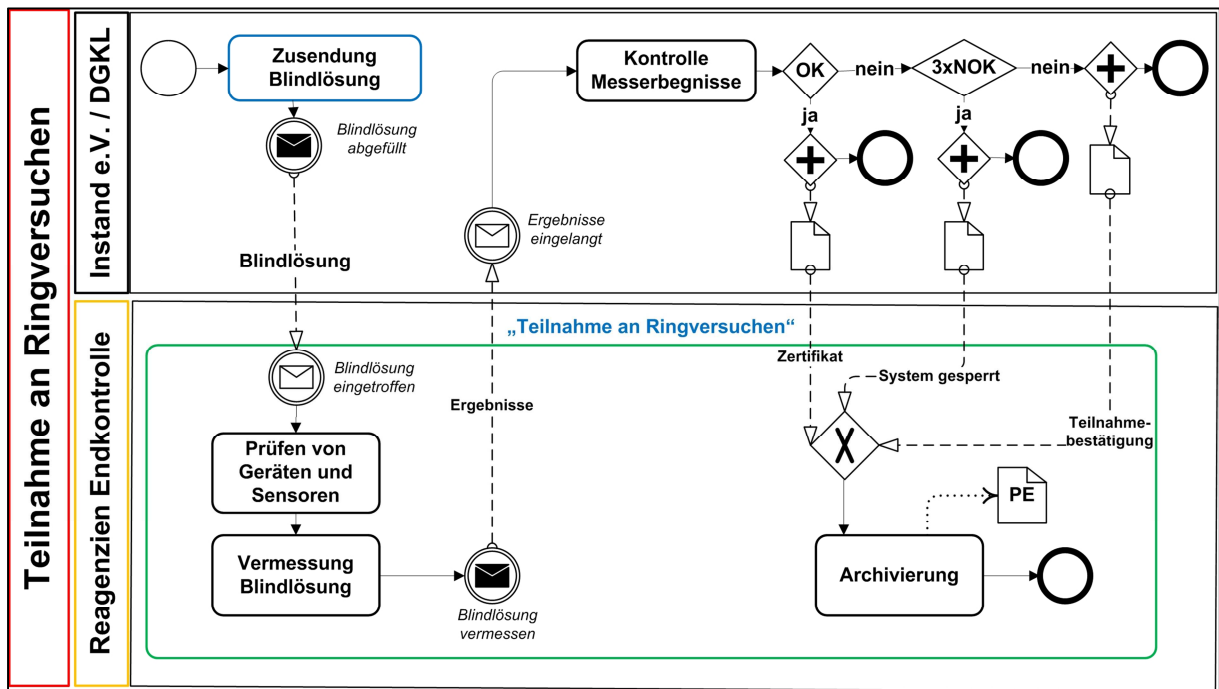 Teilnahme an Ringversuchen
Instand e.V. / DGKL
Zusendung
Blindlösung
Blindlösung
abgefüllt
Blindlösung
Ergebnisse
eingelangt
Kontrolle
Messerbegnisse
OK
nein
3xNOK
nein
ja
ja
Reagenzien Endkontrolle
„Teilnahme an Ringversuchen“
Blindlösung
eingetroffen
Prüfen von
Geräten und
Sensoren
Vermessung
Blindlösung
Ergebnisse
Blindlösung
vermessen
Zertifikat
System gesperrt
Teilnahme-
bestätigung
X
PE
Archivierung